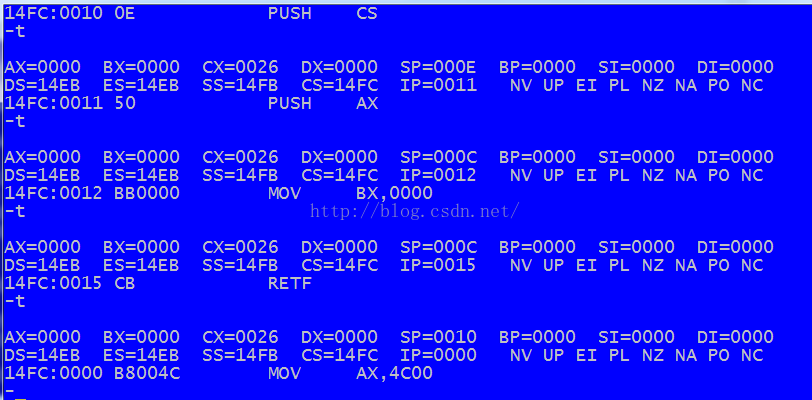 14FC:0010 0E PUSH CS
-t
AX=0000 BX=0000 CX=0026 DX=0000 SP=000E BP=0000 SI=0000 DI=0000
DS=14EB ES=14EB SS=14FB CS=14FC IP=0011 NV UP EI PL NZ NA PO NC
14FC:0011 50 PUSH AX
-t
AX=0000 BX=0000 CX=0026 DX=0000 SP=000C BP=0000 SI=0000 DI=0000
DS=14EB ES=14EB SS=14FB CS=14FC IP=0012 NV UP EI PL NZ NA PO NC
14FC:0012 BB0000 MOV BX,0000
-t
http://blog.csdn.net/
AX=0000 BX=0000 CX=0026 DX=0000 SP=000C BP=0000 SI=0000 DI=0000
DS=14EB ES=14EB SS=14FB CS=14FC IP=0015 NV UP EI PL NZ NA PO NC
14FC:0015 CB RETF
-t
AX=0000 BX=0000 CX=0026 DX=0000 SP=0010 BP=0000 SI=0000 DI=0000
DS=14EB ES=14EB SS=14FB CS=14FC IP=0000 NV UP EI PL NZ NA PO NC
14FC:0000 B8004C MOV AX,4C00
-_